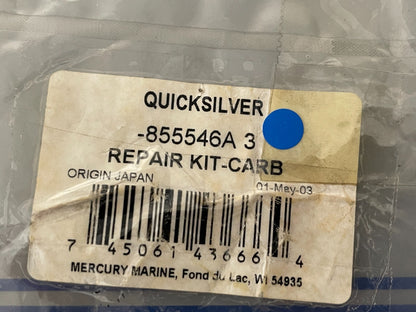 QUICKSILVER
-855546A 3
REPAIR KIT-CARB
ORIGIN JAPAN 01-May-03
7 45061 43666 4
MERCURY MARINE, Fond du Lac, WI 54935